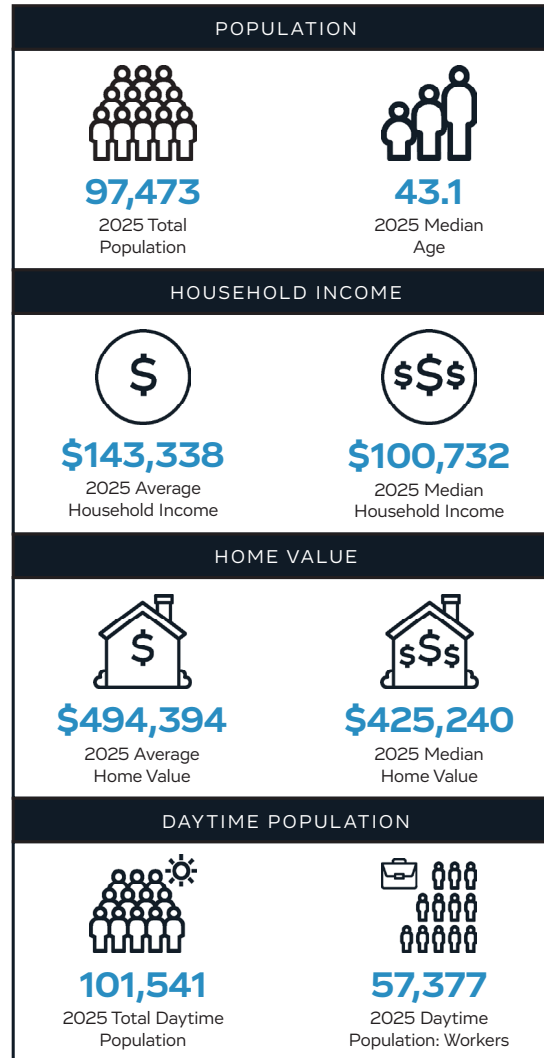 POPULATION
97,473
2025 Total
Population
43.1
2025 Median
Age
HOUSEHOLD INCOME
$
$143,338
2025 Average
Household Income
$$$
$100,732
2025 Median
Household Income
HOME VALUE
$
$494,394
2025 Average
Home Value
$$$
$425,240
2025 Median
Home Value
DAYTIME POPULATION
101,541
2025 Total Daytime
Population
57,377
2025 Daytime
Population: Workers